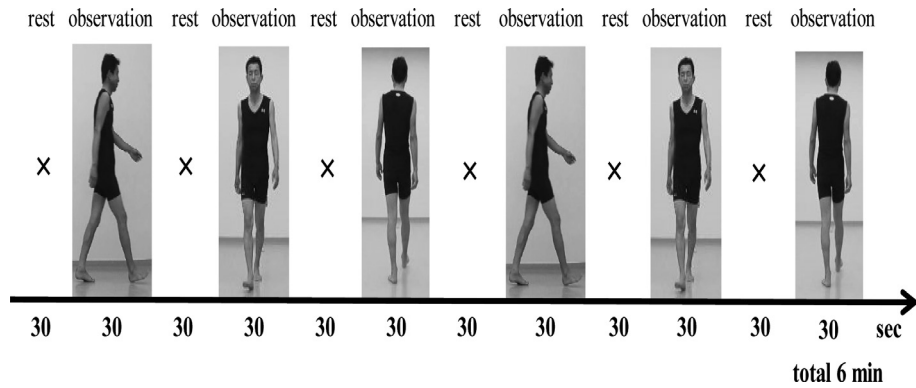 rest observation rest observation rest observation rest observation rest observation rest observation
× × × × × ×
30 30 30 30 30 30 30 30 30 30 30 30 sec
total 6 min